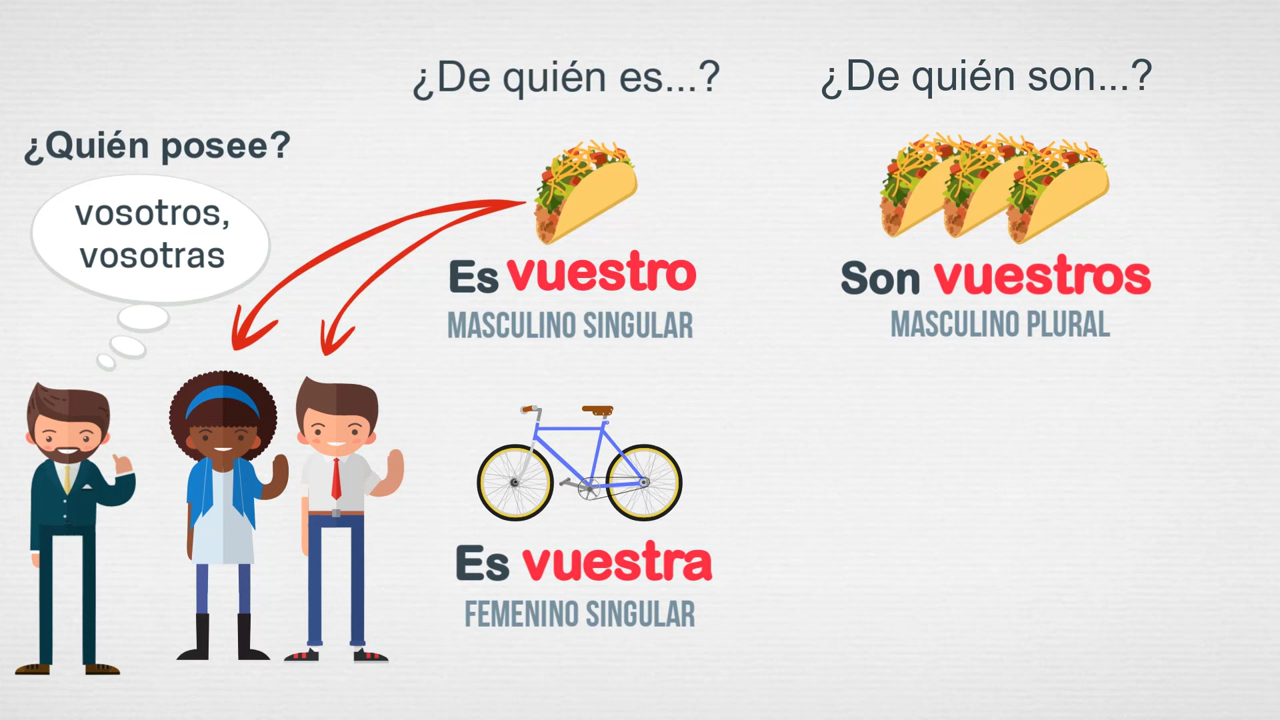 ¿De quién es...?
¿De quién son...?
¿Quién posee?
vosotros,
vosotras
Es vuestro
MASCULINO SINGULAR
Son vuestros
MASCULINO PLURAL
Es vuestra
FEMENINO SINGULAR